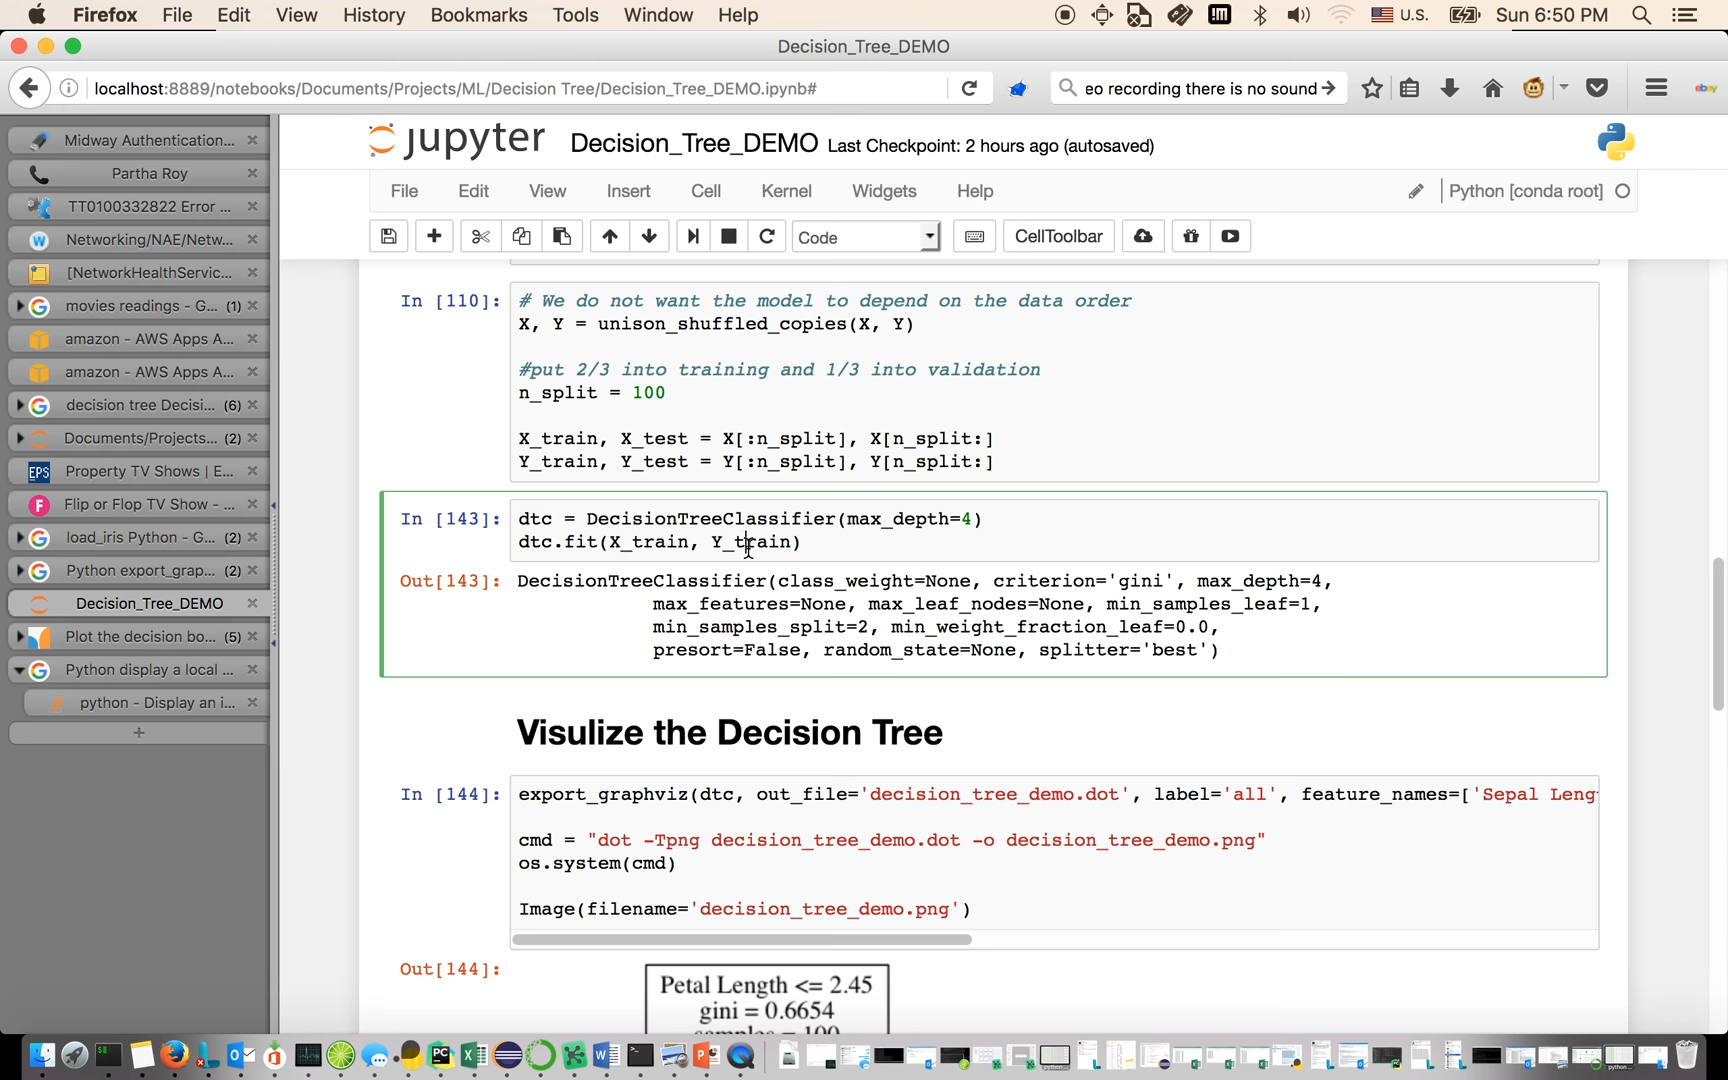 Firefox File Edit View History Bookmarks Tools Window Help U.S. Sun 6:50 PM
Decision_Tree_DEMO
localhost:8889/notebooks/Documents/Projects/ML/Decision Tree/Decision_Tree_DEMO.ipynb# eo recording there is no sound ebay
Midway Authentication...
Partha Roy
TT0100332822 Error ...
Networking/NAE/Netw...
[NetworkHealthServic...
movies readings - G... (1)
amazon - AWS Apps A...
amazon - AWS Apps A...
decision tree Decisi... (6)
Documents/Projects... (2)
EPS Property TV Shows | E...
F Flip or Flop TV Show - ...
load_iris Python - G... (2)
Python export_grap... (2)
Decision_Tree_DEMO
Plot the decision bo... (5)
Python display a local ...
python - Display an i...
+
jupyter Decision_Tree_DEMO Last Checkpoint: 2 hours ago (autosaved)
File Edit View Insert Cell Kernel Widgets Help Python [conda root]
Code CellToolbar
In [110]: # We do not want the model to depend on the data order
X, Y = unison_shuffled_copies(X, Y)
#put 2/3 into training and 1/3 into validation
n_split = 100
X_train, X_test = X[:n_split], X[n_split:]
Y_train, Y_test = Y[:n_split], Y[n_split:]
In [143]: dtc = DecisionTreeClassifier(max_depth=4)
dtc.fit(X_train, Y_train)
Out[143]: DecisionTreeClassifier(class_weight=None, criterion='gini', max_depth=4,
max_features=None, max_leaf_nodes=None, min_samples_leaf=1,
min_samples_split=2, min_weight_fraction_leaf=0.0,
presort=False, random_state=None, splitter='best')
Visulize the Decision Tree
In [144]: export_graphviz(dtc, out_file='decision_tree_demo.dot', label='all', feature_names=['Sepal Leng
cmd = "dot -Tpng decision_tree_demo.dot -o decision_tree_demo.png"
os.system(cmd)
Image(filename='decision_tree_demo.png')
Out[144]:
Petal Length <= 2.45
gini = 0.6654
samples = 100